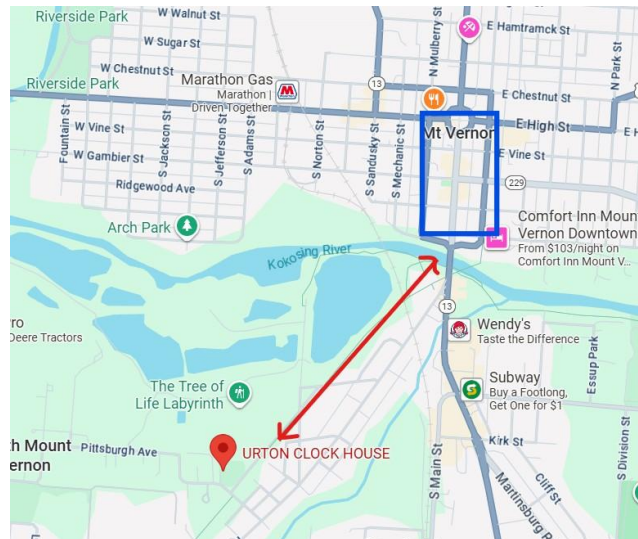 Riverside Park
W Walnut St
E Hamtramck St
W Sugar St
N Mulberry St
N Park St
W Chestnut St
Riverside Park
Marathon Gas
Marathon |
Driven Together
13
E Chestnut St
Mt Vernon
E High St
Fountain St
W Vine St
S Jackson St
S Jefferson St
S Adams St
S Norton St
S Sandusky St
S Mechanic St
E Vine St
W Gambier St
Ridgewood Ave
229
Arch Park
Comfort Inn Moun
Vernon Downtown
From $103/night on
Comfort Inn Mount V...
Kokosing River
13
ro
Deere Tractors
Wendy's
Taste the Difference
Essup Park
The Tree of
Life Labyrinth
Subway
Buy a Footlong,
Get One for $1
th Mount
ernon
Pittsburgh Ave
URTON CLOCK HOUSE
Kirk St
S Main St
Martinsburg R
Cliff St
S Division St